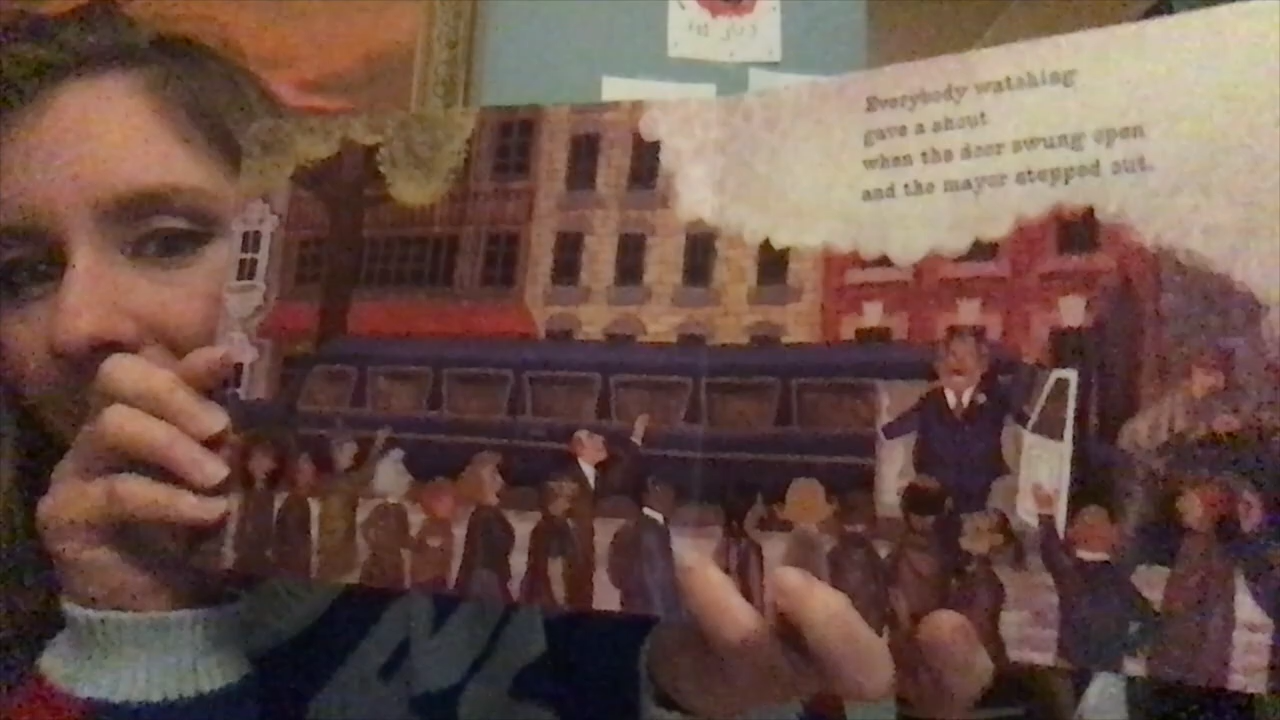 Everybody watching
gave a shout
when the door swung open
and the mayor stepped out.